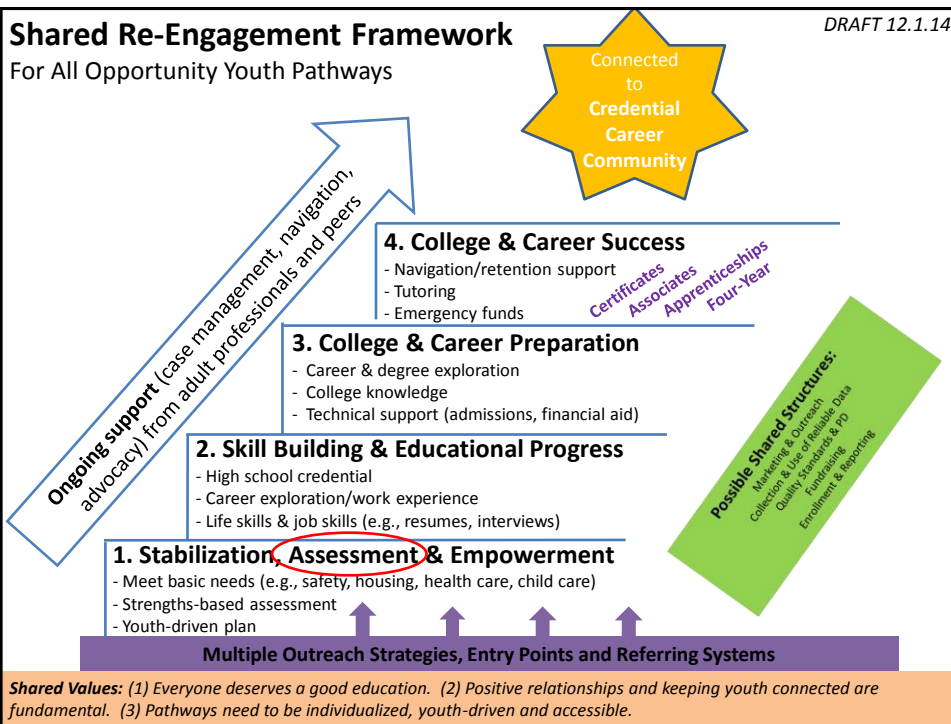 Shared Re-Engagement Framework
For All Opportunity Youth Pathways
DRAFT 12.1.14
Connected
to
Credential
Career
Community
Ongoing support (case management, navigation,
advocacy) from adult professionals and peers
4. College & Career Success
- Navigation/retention support
- Tutoring
- Emergency funds
Certificates
Associates
Apprenticeships
Four-Year
3. College & Career Preparation
- Career & degree exploration
- College knowledge
- Technical support (admissions, financial aid)
2. Skill Building & Educational Progress
- High school credential
- Career exploration/work experience
- Life skills & job skills (e.g., resumes, interviews)
1. Stabilization, Assessment & Empowerment
- Meet basic needs (e.g., safety, housing, health care, child care)
- Strengths-based assessment
- Youth-driven plan
Possible Shared Structures:
Marketing & Outreach
Collection & Use of Reliable Data
Quality Standards & PD
Fundraising
Enrollment & Reporting
Multiple Outreach Strategies, Entry Points and Referring Systems
Shared Values: (1) Everyone deserves a good education. (2) Positive relationships and keeping youth connected are
fundamental. (3) Pathways need to be individualized, youth-driven and accessible.